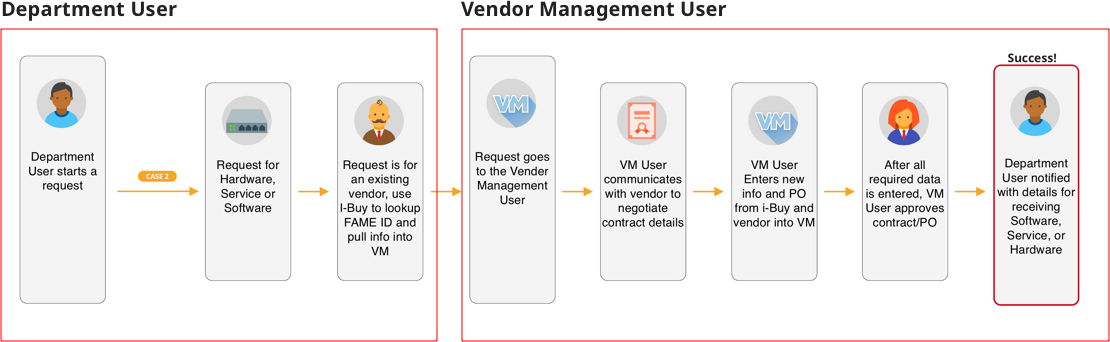 Department User
Vendor Management User
Department
User starts a
request
CASE 2
Request for
Hardware,
Service or
Software
Request is for
an existing
vendor, use
I-Buy to lookup
FAME ID and
pull info into
VM
VM
Request goes
to the Vender
Management
User
VM User
communicates
with vendor to
negotiate
contract details
VM
VM User
Enters new
info and PO
from i-Buy and
vendor into VM
After all
required data
is entered, VM
User approves
contract/PO
Success!
Department
User notified
with details for
receiving
Software,
Service, or
Hardware